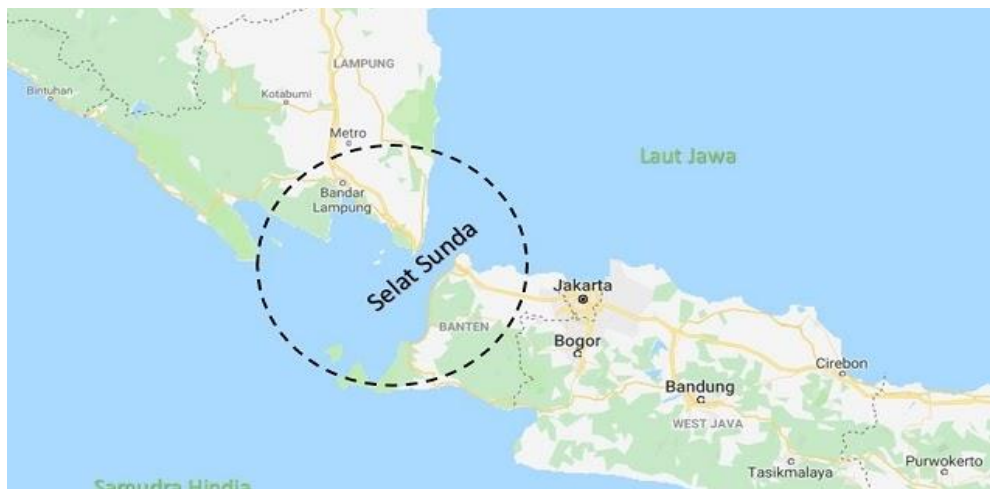 LAMPUNG
Bintuhan
Kotabumi
Metro
Laut Jawa
Bandar
Lampung
Selat Sunda
Jakarta
BANTEN
Bogor
Cirebon
Bandung
WEST JAVA
Purwokerto
Tasikmalaya
Samudra Hindia